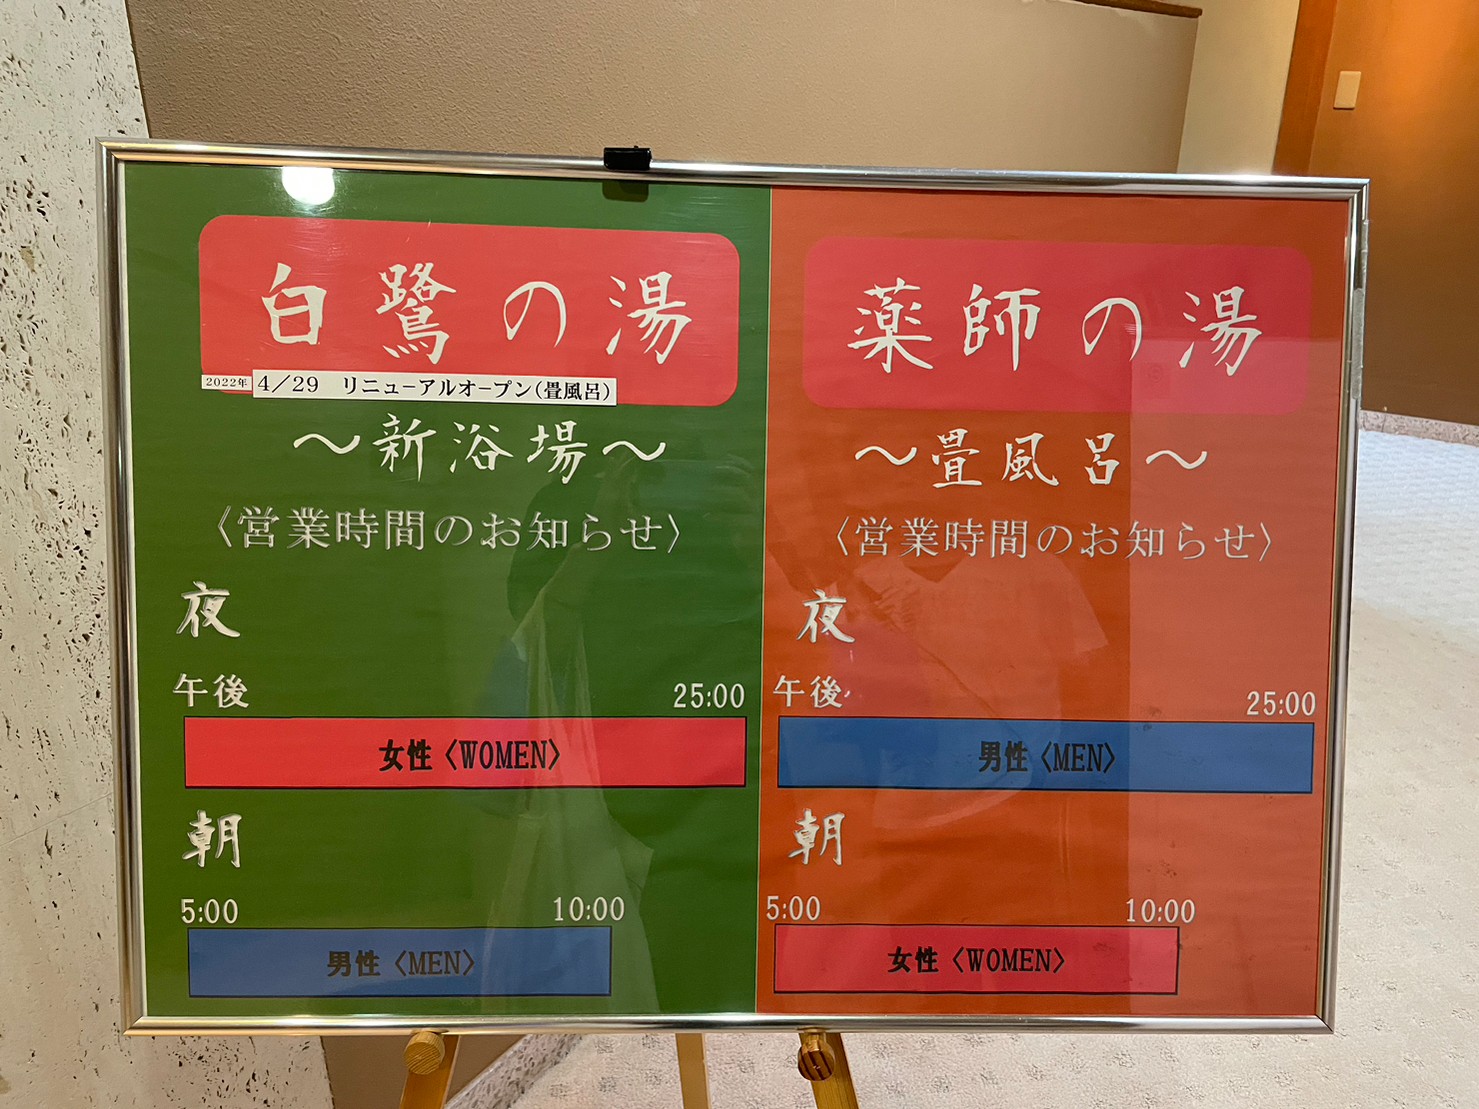 白鷺の湯
2022年 4/29 リニューアルオープン(畳風呂)
～新浴場～
〈営業時間のお知らせ〉
夜
午後 25:00
女性〈WOMEN〉
朝
5:00 10:00
男性〈MEN〉
薬師の湯
～畳風呂～
〈営業時間のお知らせ〉
夜
午後 25:00
男性〈MEN〉
朝
5:00 10:00
女性〈WOMEN〉